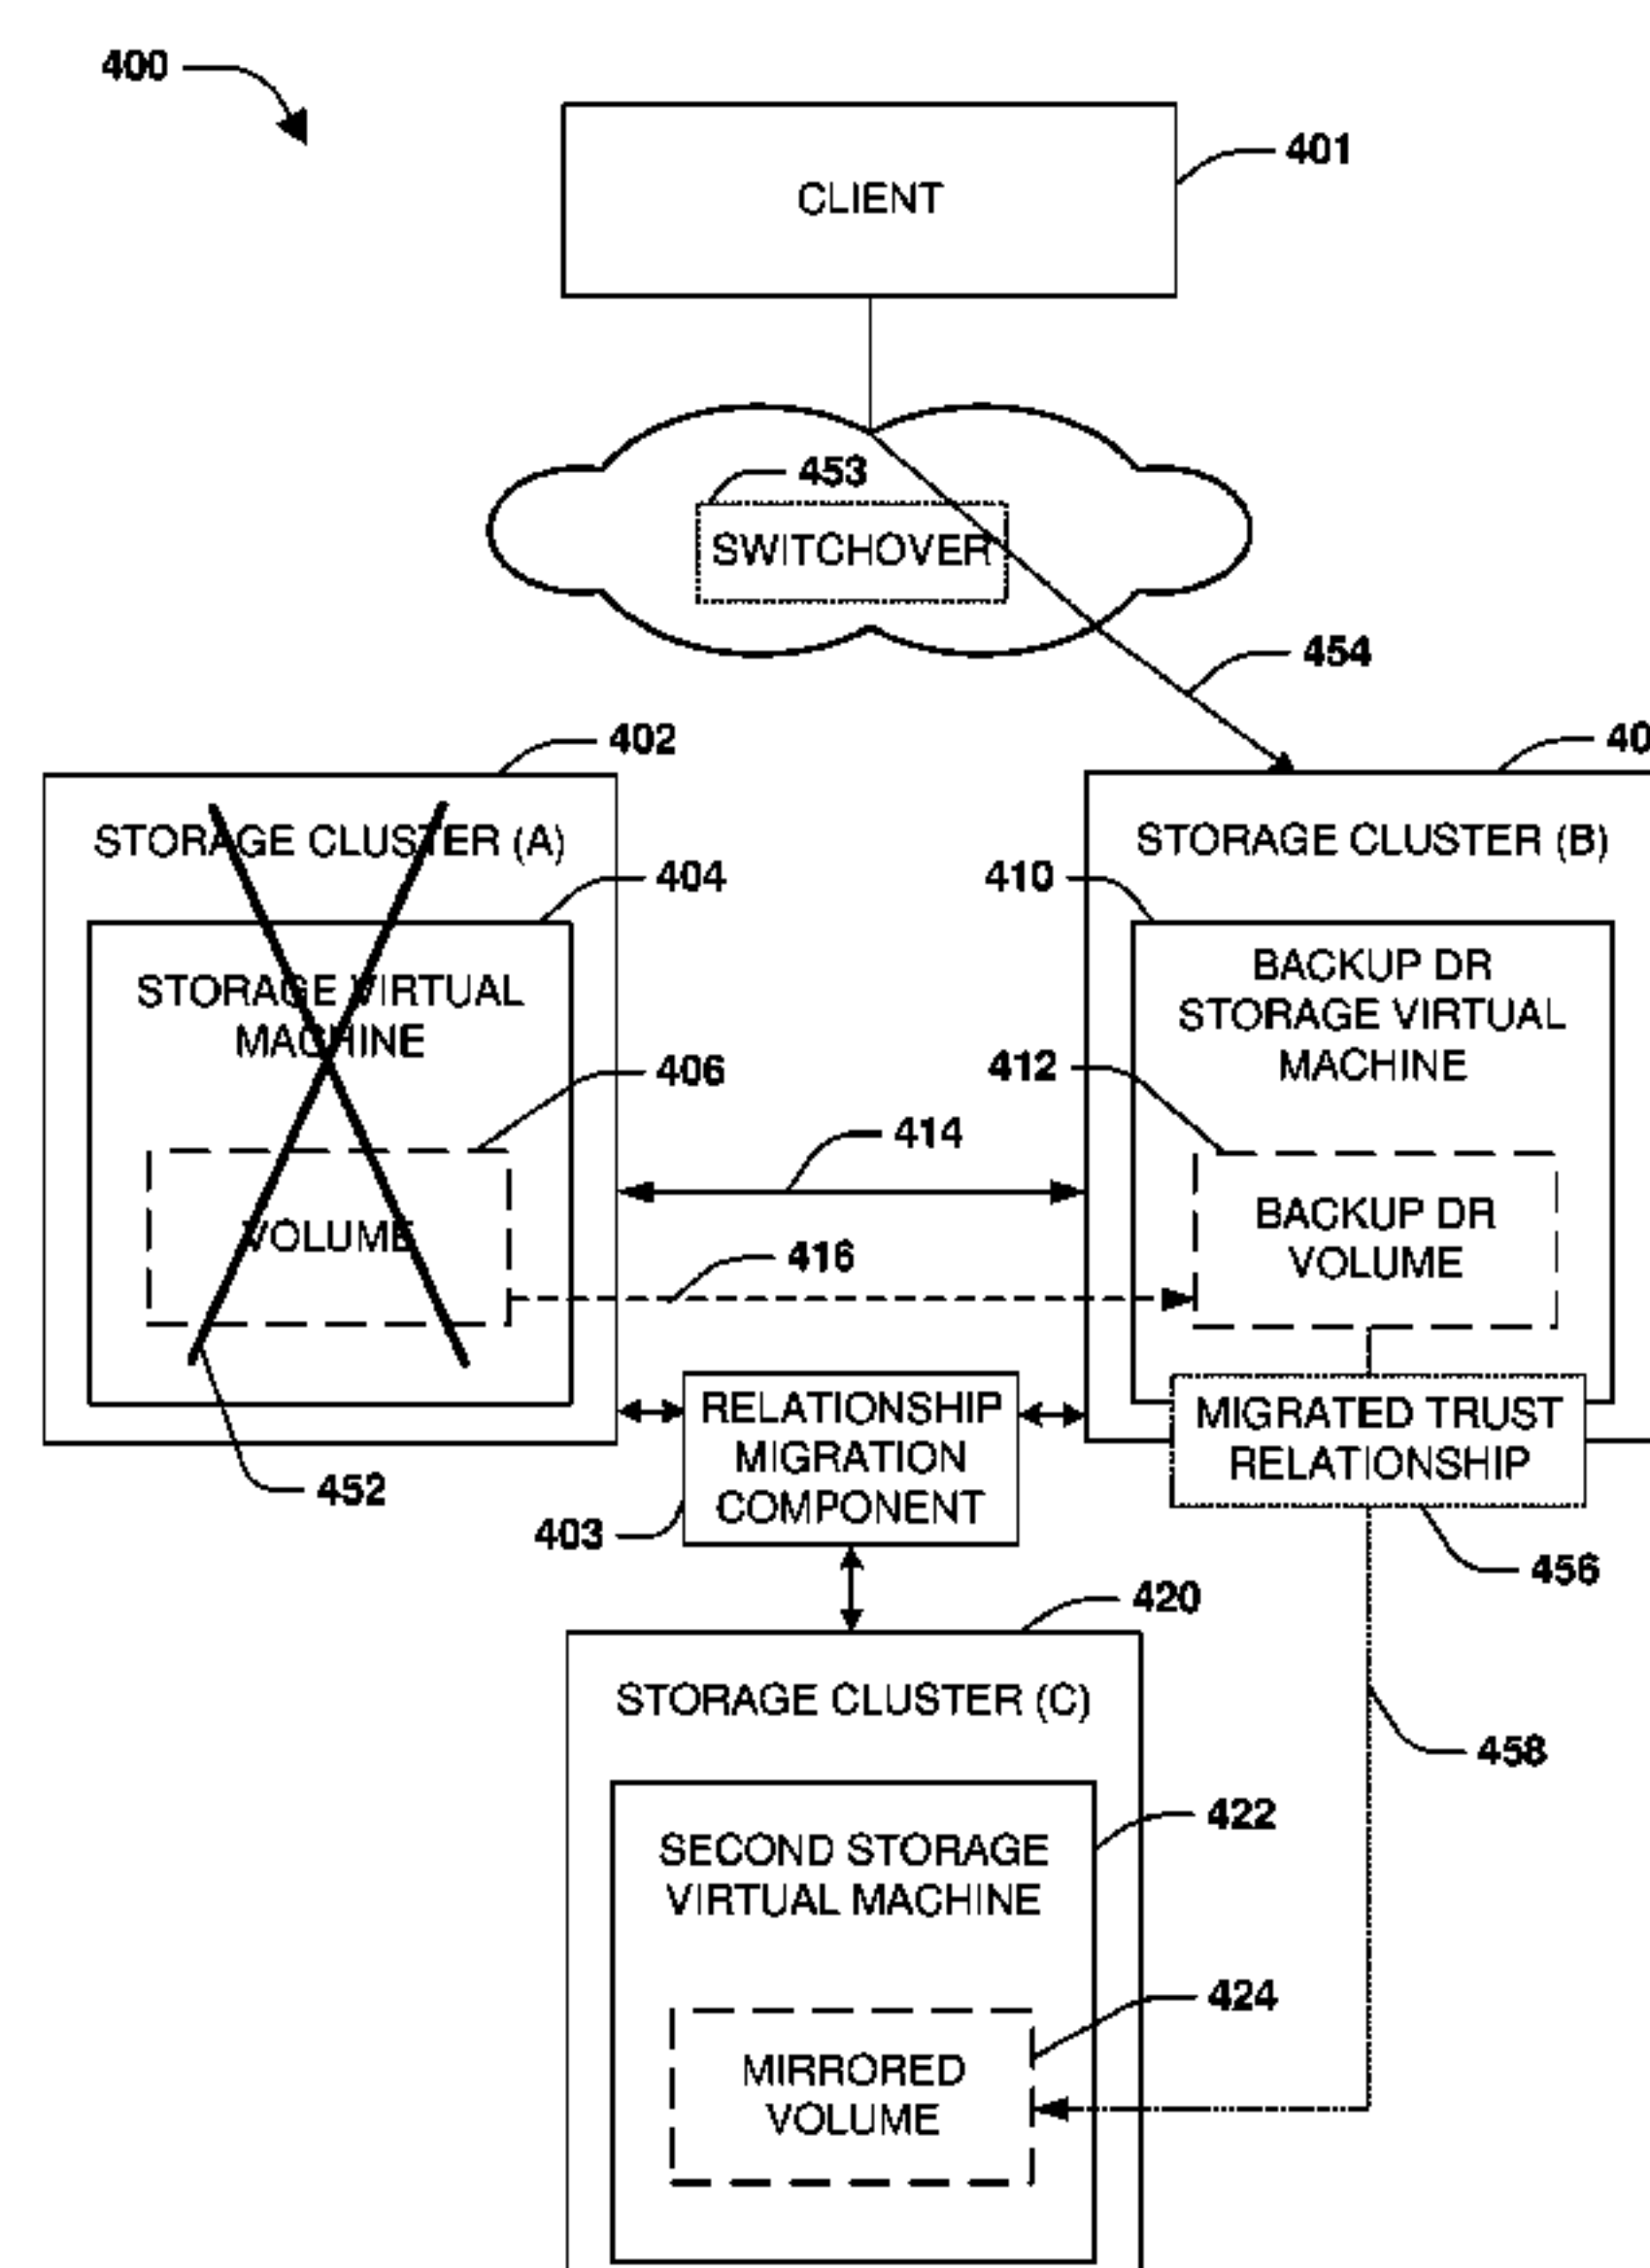 400
401
CLIENT
453
SWITCHOVER
454
402
40
STORAGE CLUSTER (A)
STORAGE CLUSTER (B)
404
410
STORAGE VIRTUAL
MACHINE
BACKUP DR
STORAGE VIRTUAL
MACHINE
406
412
414
VOLUME
BACKUP DR
VOLUME
416
RELATIONSHIP
MIGRATION
COMPONENT
MIGRATED TRUST
RELATIONSHIP
452
403
456
420
STORAGE CLUSTER (C)
458
422
SECOND STORAGE
VIRTUAL MACHINE
424
MIRRORED
VOLUME